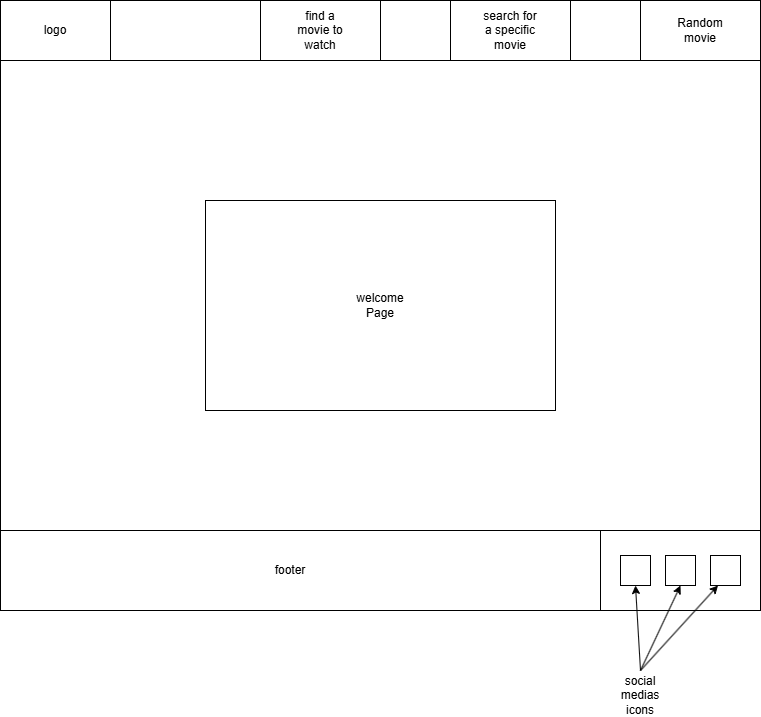 logo
find a
movie to
watch
search for
a specific
movie
Random
movie
welcome
Page
footer
social
medias
icons